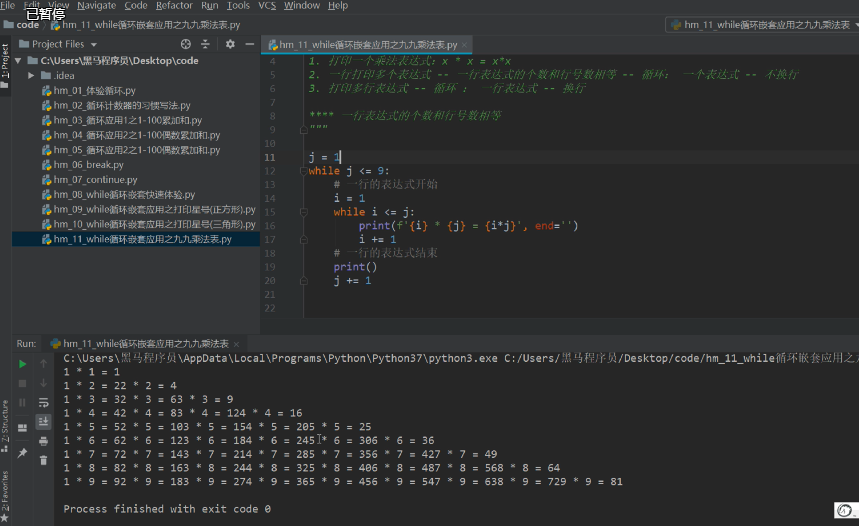 File Edit View Navigate Code Refactor Run Tools VCS Window Help
已暂停
code hm_11_while循环嵌套应用之九九乘法表.py
hm_11_while循环嵌套应用之九九乘法表.py
Project Files
hm_11_while循环嵌套应用之九九乘法表.py
1: Project
C:\Users\黑马程序员\Desktop\code
.idea
hm_01_体验循环.py
hm_02_循环计数器的习惯写法.py
hm_03_循环应用1之1-100累加和.py
hm_04_循环应用2之1-100偶数累加和.py
hm_05_循环应用2之1-100偶数累加和.py
hm_06_break.py
hm_07_continue.py
hm_08_while循环嵌套快速体验.py
hm_09_while循环嵌套应用之打印星号(正方形).py
hm_10_while循环嵌套应用之打印星号(三角形).py
hm_11_while循环嵌套应用之九九乘法表.py
4 1. 打印一个乘法表达式：x * x = x*x
5 2. 一行打印多个表达式 -- 一行表达式的个数和行号数相等 -- 循环： 一个表达式 -- 不换行
6 3. 打印多行表达式 -- 循环 ： 一行表达式 -- 换行
7
8 **** 一行表达式的个数和行号数相等
9 """
10
11 j = 1
12 while j <= 9:
13 # 一行的表达式开始
14 i = 1
15 while i <= j:
16 print(f'{i} * {j} = {i*j}', end='')
17 i += 1
18 # 一行的表达式结束
19 print()
20 j += 1
21
22
Run: hm_11_while循环嵌套应用之九九乘法表
C:\Users\黑马程序员\AppData\Local\Programs\Python\Python37\python3.exe C:/Users/黑马程序员/Desktop/code/hm_11_while循环嵌套应用之九
1 * 1 = 1
1 * 2 = 22 * 2 = 4
1 * 3 = 32 * 3 = 63 * 3 = 9
1 * 4 = 42 * 4 = 83 * 4 = 124 * 4 = 16
1 * 5 = 52 * 5 = 103 * 5 = 154 * 5 = 205 * 5 = 25
1 * 6 = 62 * 6 = 123 * 6 = 184 * 6 = 245 * 6 = 306 * 6 = 36
1 * 7 = 72 * 7 = 143 * 7 = 214 * 7 = 285 * 7 = 356 * 7 = 427 * 7 = 49
1 * 8 = 82 * 8 = 163 * 8 = 244 * 8 = 325 * 8 = 406 * 8 = 487 * 8 = 568 * 8 = 64
1 * 9 = 92 * 9 = 183 * 9 = 274 * 9 = 365 * 9 = 456 * 9 = 547 * 9 = 638 * 9 = 729 * 9 = 81
Process finished with exit code 0
7: Structure
2: Favorites